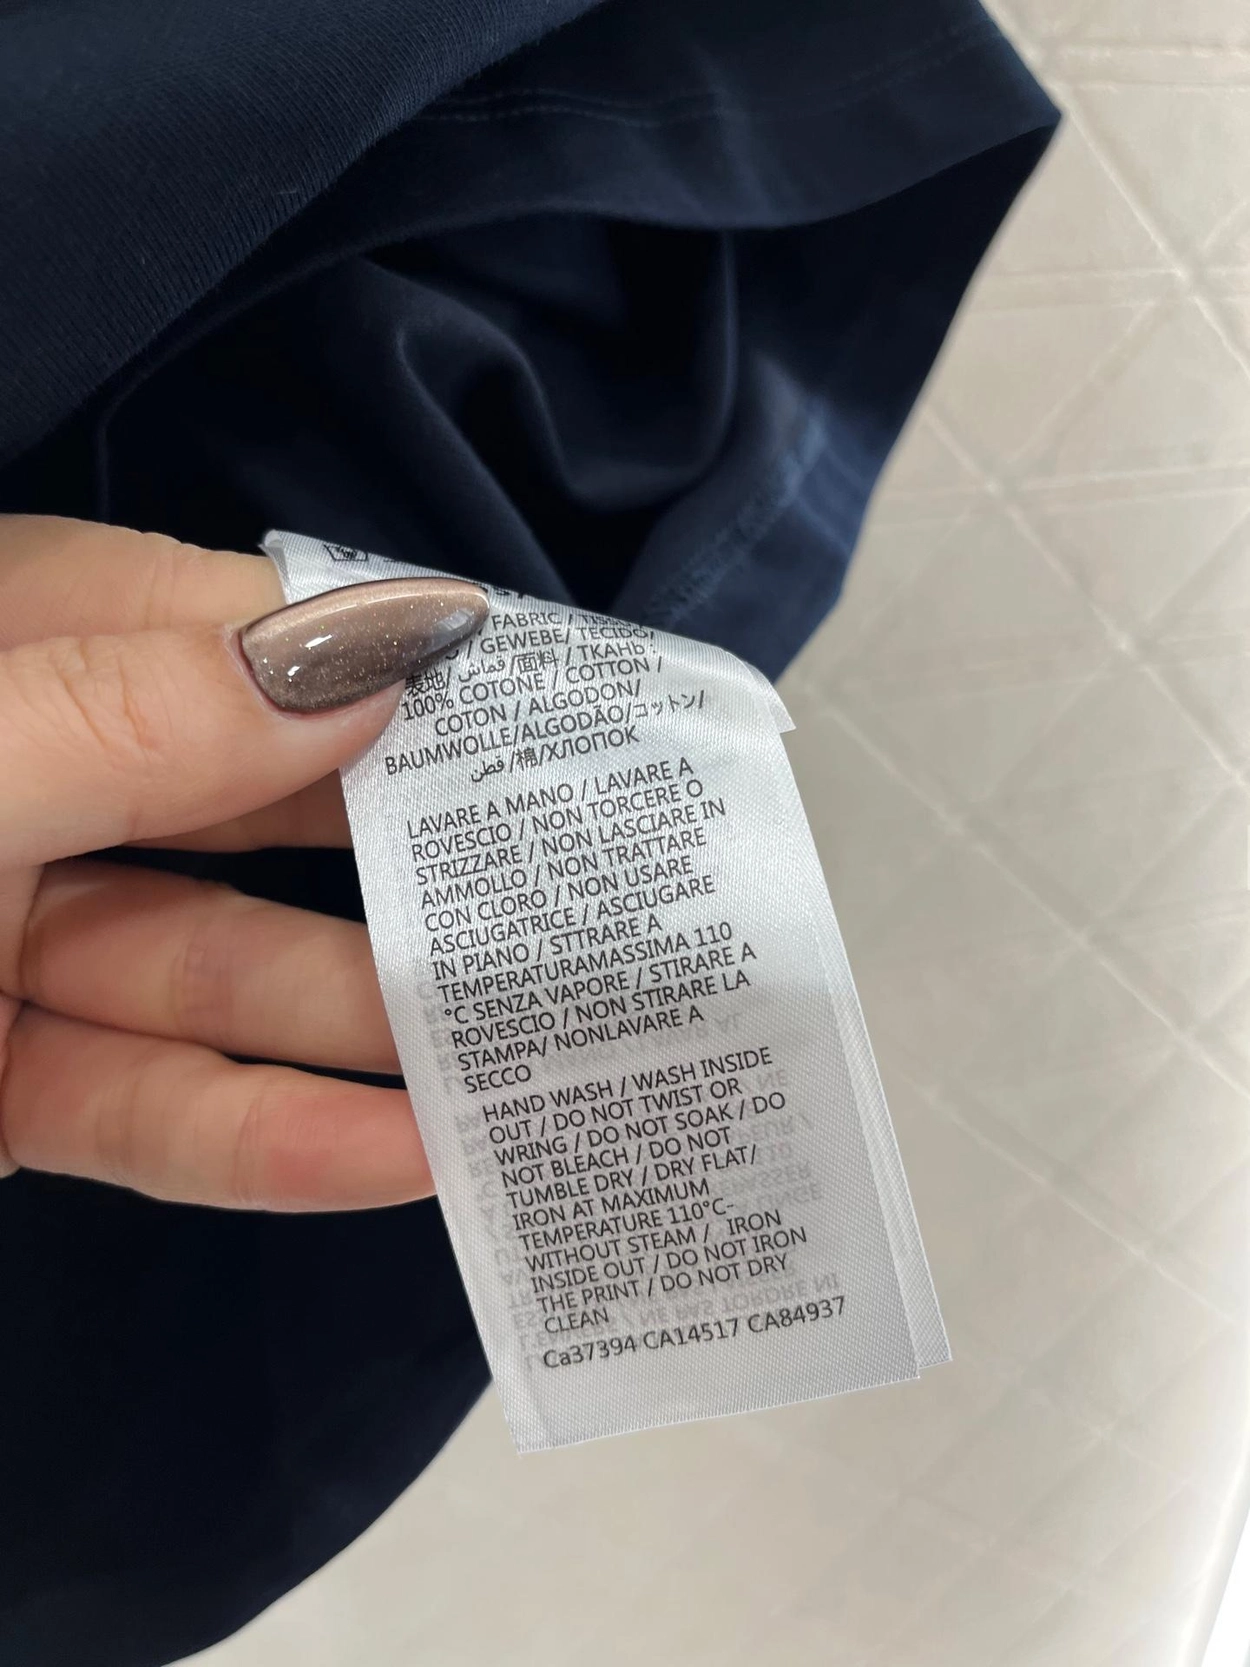 FABRIC / TISSU
/ GEWEBE/ TECIDO/
表地/ قماش /面料 / ТКАНЬ :
100% COTONE / COTTON /
COTON / ALGODON/
BAUMWOLLE/ALGODÃO/コットン/
قطن /棉/ХЛОПОК
LAVARE A MANO / LAVARE A
ROVESCIO / NON TORCERE O
STRIZZARE / NON LASCIARE IN
AMMOLLO / NON TRATTARE
CON CLORO / NON USARE
ASCIUGATRICE / ASCIUGARE
IN PIANO / STTRARE A
TEMPERATURAMASSIMA 110
°C SENZA VAPORE / STIRARE A
ROVESCIO / NON STIRARE LA
STAMPA/ NONLAVARE A
SECCO
HAND WASH / WASH INSIDE
OUT / DO NOT TWIST OR
WRING / DO NOT SOAK / DO
NOT BLEACH / DO NOT
TUMBLE DRY / DRY FLAT/
IRON AT MAXIMUM
TEMPERATURE 110°C-
WITHOUT STEAM / IRON
INSIDE OUT / DO NOT IRON
THE PRINT / DO NOT DRY
CLEAN
Ca37394 CA14517 CA84937